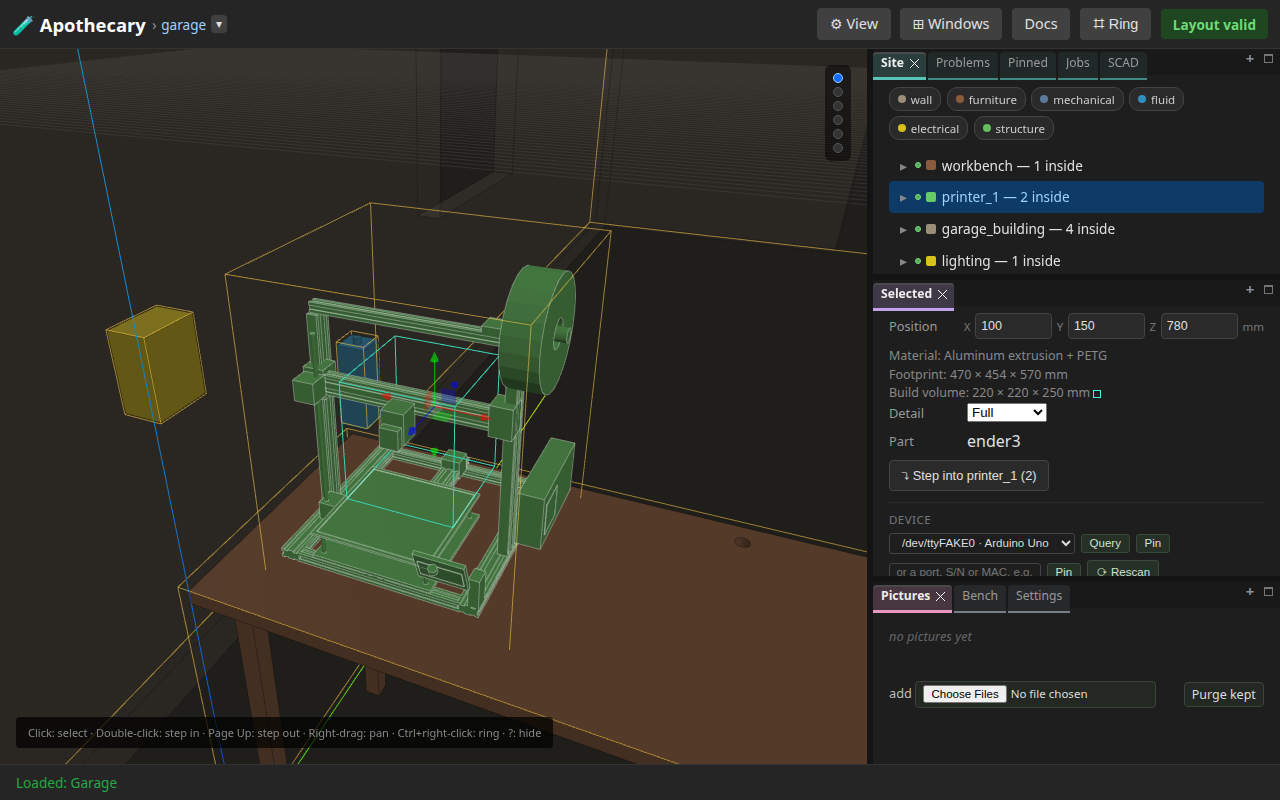 Apothecary › garage ▾
⚙ View
⊞ Windows
Docs
⌗ Ring
Layout valid
Site
Problems
Pinned
Jobs
SCAD
wall
furniture
mechanical
fluid
electrical
structure
workbench — 1 inside
printer_1 — 2 inside
garage_building — 4 inside
lighting — 1 inside
Selected
Position X 100 Y 150 Z 780 mm
Material: Aluminum extrusion + PETG
Footprint: 470 × 454 × 570 mm
Build volume: 220 × 220 × 250 mm
Detail Full
Part ender3
⤵ Step into printer_1 (2)
DEVICE
/dev/ttyFAKE0 · Arduino Uno Query Pin
or a port, S/N or MAC, e.g. Pin ⟳ Rescan
Pictures
Bench
Settings
no pictures yet
add Choose Files No file chosen Purge kept
Click: select · Double-click: step in · Page Up: step out · Right-drag: pan · Ctrl+right-click: ring · ?: hide
Loaded: Garage